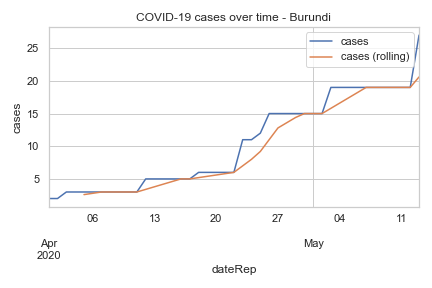 COVID-19 cases over time - Burundi
cases
cases (rolling)
cases
25
20
15
10
5
06
13
20
27
04
11
Apr
2020
May
dateRep